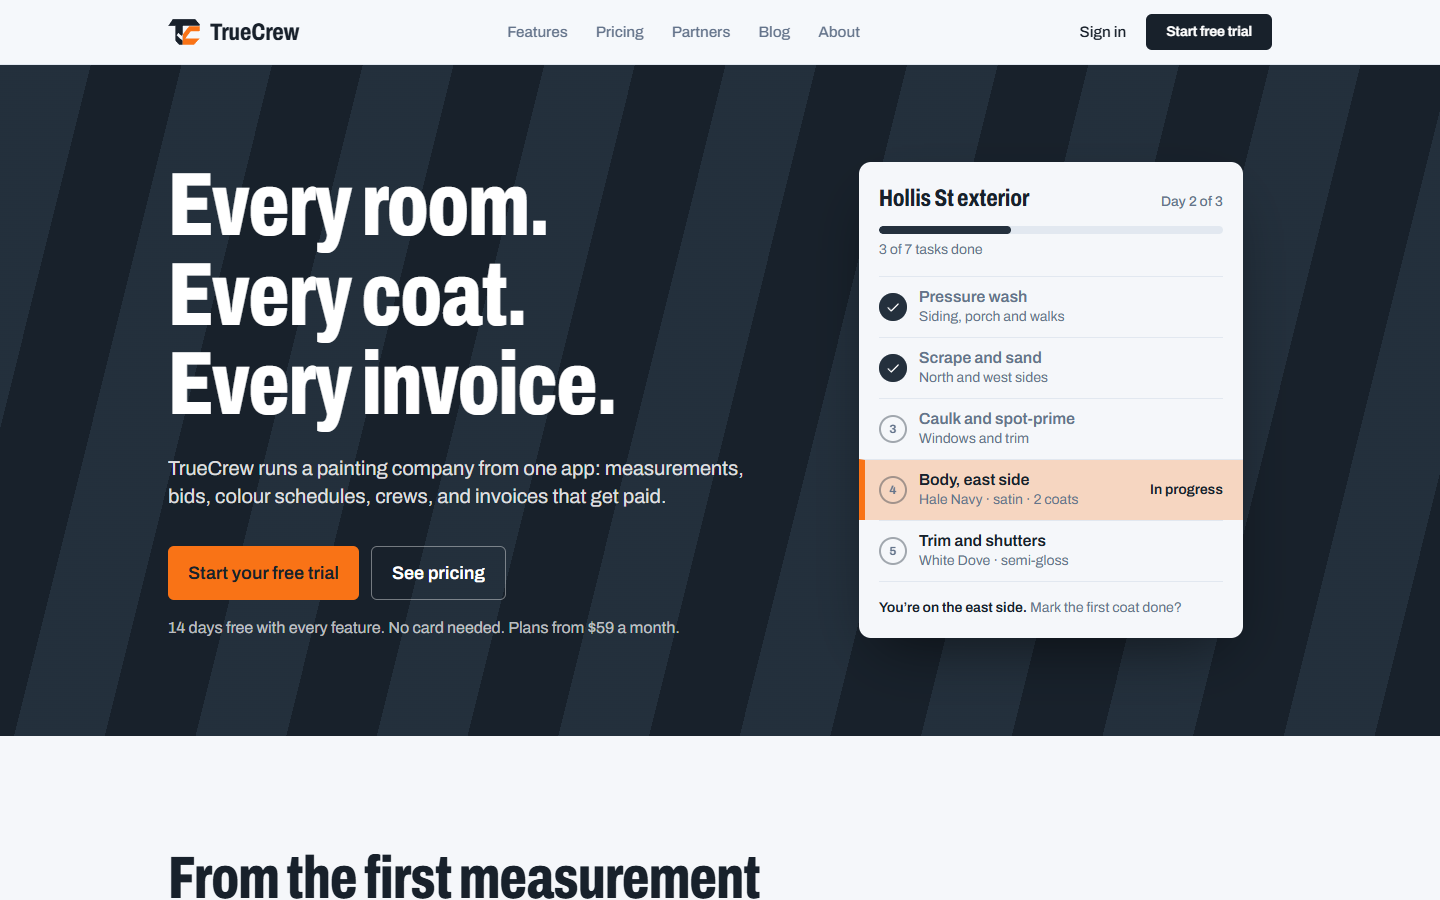 TrueCrew
Features
Pricing
Partners
Blog
About
Sign in
Start free trial
Every room.
Every coat.
Every invoice.
TrueCrew runs a painting company from one app: measurements,
bids, colour schedules, crews, and invoices that get paid.
Start your free trial
See pricing
14 days free with every feature. No card needed. Plans from $59 a month.
Hollis St exterior
Day 2 of 3
3 of 7 tasks done
Pressure wash
Siding, porch and walks
Scrape and sand
North and west sides
3
Caulk and spot-prime
Windows and trim
4
Body, east side
Hale Navy · satin · 2 coats
In progress
5
Trim and shutters
White Dove · semi-gloss
You’re on the east side. Mark the first coat done?
From the first measurement